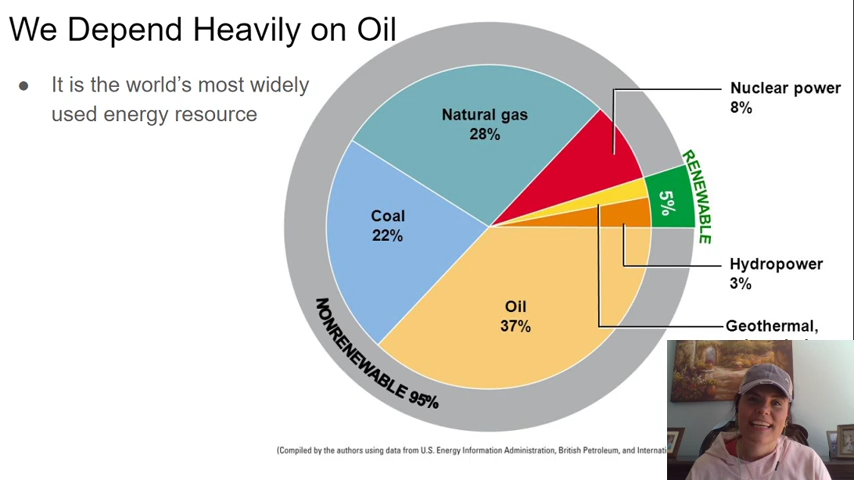 We Depend Heavily on Oil
● It is the world's most widely
used energy resource
Natural gas
28%
Nuclear power
8%
RENEWABLE
5%
Coal
22%
Hydropower
3%
Oil
37%
Geothermal,
NONRENEWABLE 95%
(Compiled by the authors using data from U.S. Energy Information Administration, British Petroleum, and